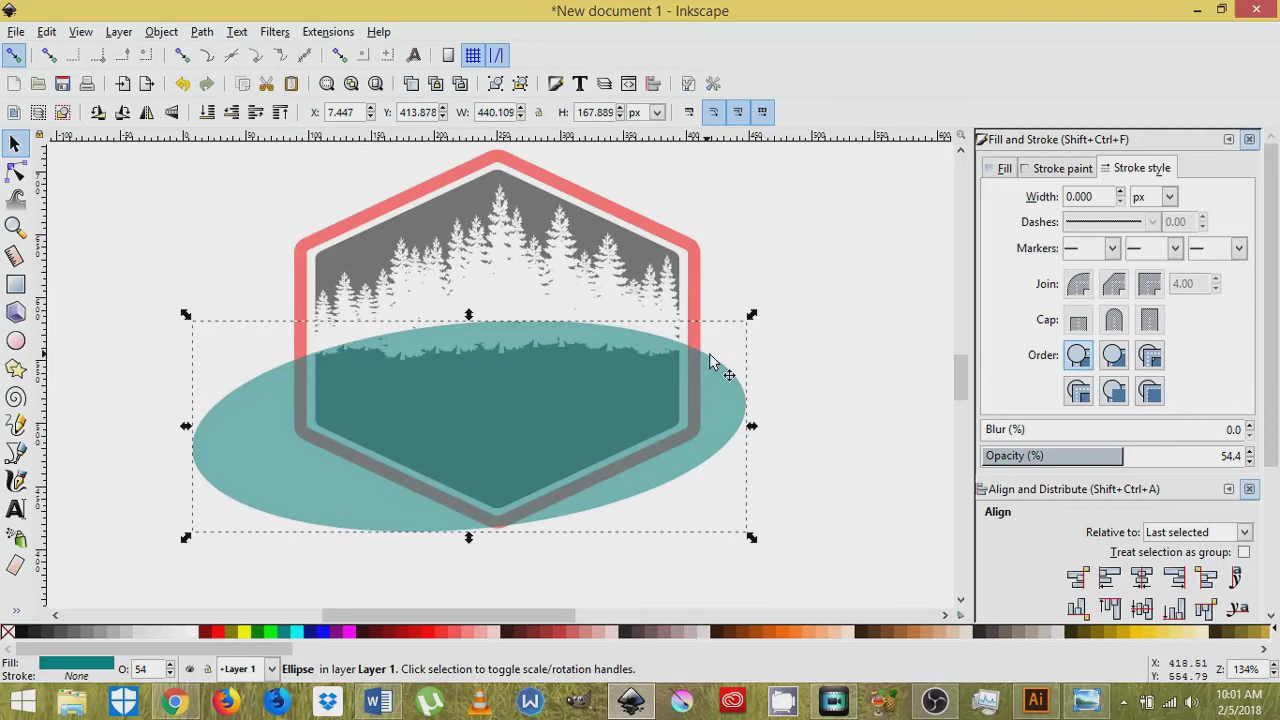 *New document 1 - Inkscape
File Edit View Layer Object Path Text Filters Extensions Help
X: 7.447 Y: 413.878 W: 440.109 H: 167.889 px
Fill and Stroke (Shift+Ctrl+F)
Fill Stroke paint Stroke style
Width: 0.000 px
Dashes: 0.00
Markers:
Join: 4.00
Cap:
Order:
Blur (%) 0.0
Opacity (%) 54.4
Align and Distribute (Shift+Ctrl+A)
Align
Relative to: Last selected
Treat selection as group:
Fill:
Stroke: None
O: 54
Layer 1
Ellipse in layer Layer 1. Click selection to toggle scale/rotation handles.
X: 418.51
Y: 554.79
Z: 134%
10:01 AM
2/5/2018